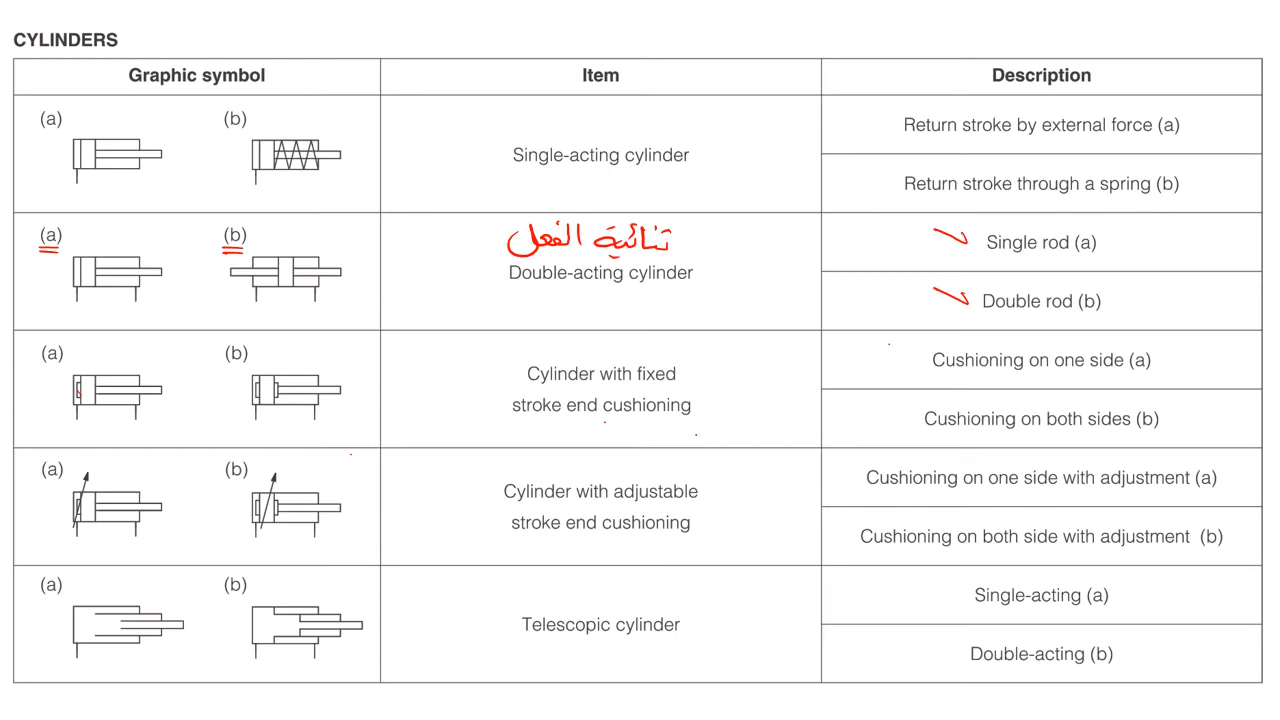 CYLINDERS
Graphic symbol
Item
Description
(a)
(b)
Single-acting cylinder
Return stroke by external force (a)
Return stroke through a spring (b)
(a)
(b)
ثنائية الفعل
Double-acting cylinder
Single rod (a)
Double rod (b)
(a)
(b)
Cylinder with fixed
stroke end cushioning
Cushioning on one side (a)
Cushioning on both sides (b)
(a)
(b)
Cylinder with adjustable
stroke end cushioning
Cushioning on one side with adjustment (a)
Cushioning on both side with adjustment (b)
(a)
(b)
Telescopic cylinder
Single-acting (a)
Double-acting (b)